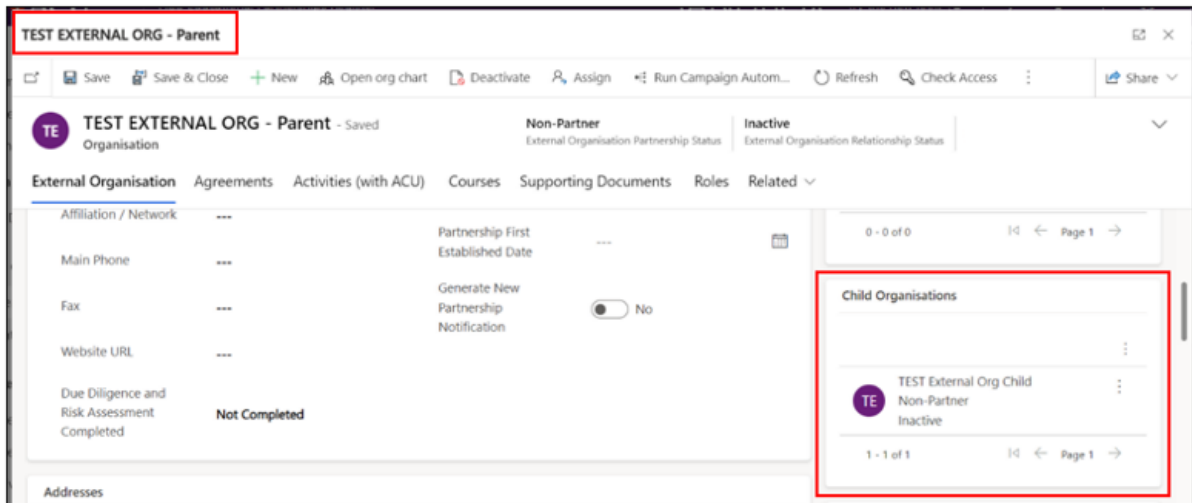 TEST EXTERNAL ORG - Parent
Save
Save & Close
New
Open org chart
Deactivate
Assign
Run Campaign Autom...
Refresh
Check Access
Share
TE
TEST EXTERNAL ORG - Parent - Saved
Organisation
Non-Partner
External Organisation Partnership Status
Inactive
External Organisation Relationship Status
External Organisation
Agreements
Activities (with ACU)
Courses
Supporting Documents
Roles
Related
Affiliation / Network
---
Main Phone
---
Fax
---
Website URL
---
Due Diligence and
Risk Assessment
Completed
Not Completed
Partnership First
Established Date
---
Generate New
Partnership
Notification
No
0 - 0 of 0
Page 1
Child Organisations
TE
TEST External Org Child
Non-Partner
Inactive
1 - 1 of 1
Page 1
Addresses